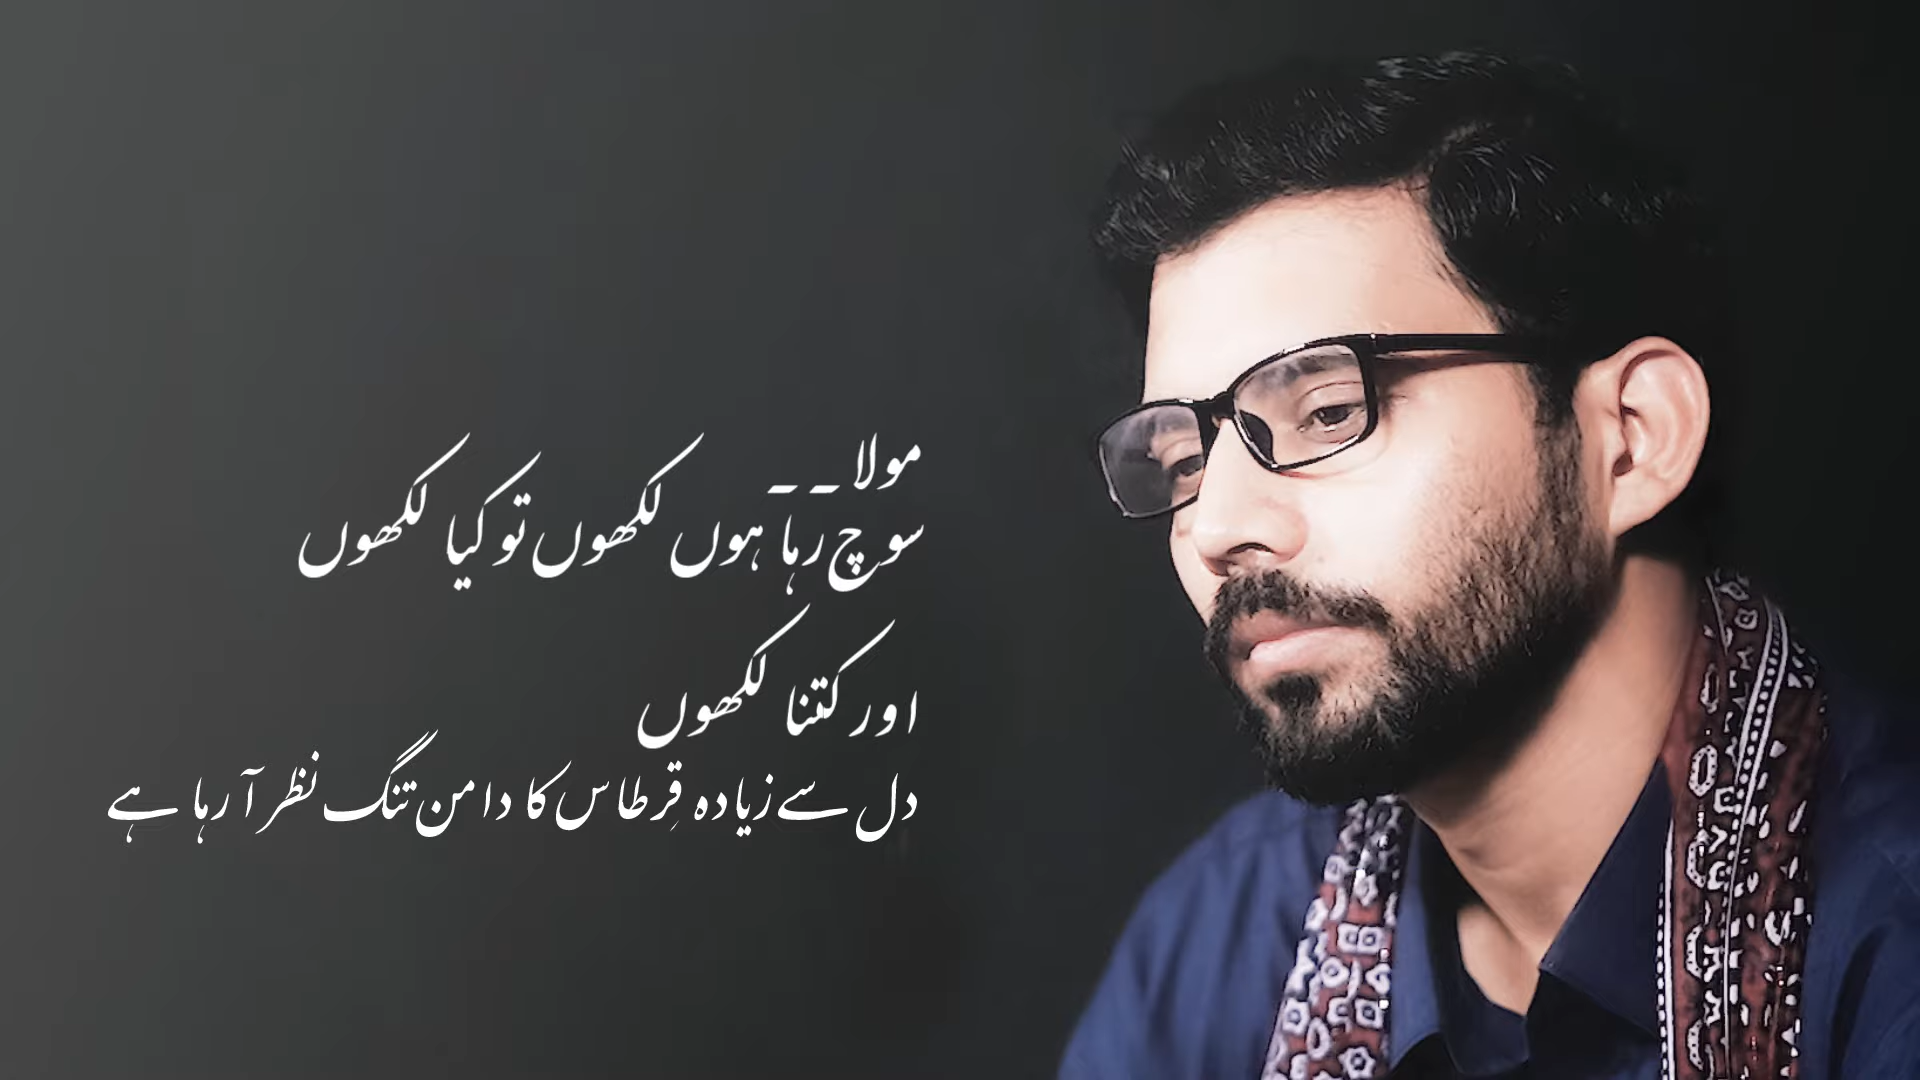 مولا۔۔
سوچ رہا ہوں لکھوں تو کیا لکھوں
اور کتنا لکھوں
دل سے زیادہ قِرطاس کا دامن تنگ نظر آ رہا ہے